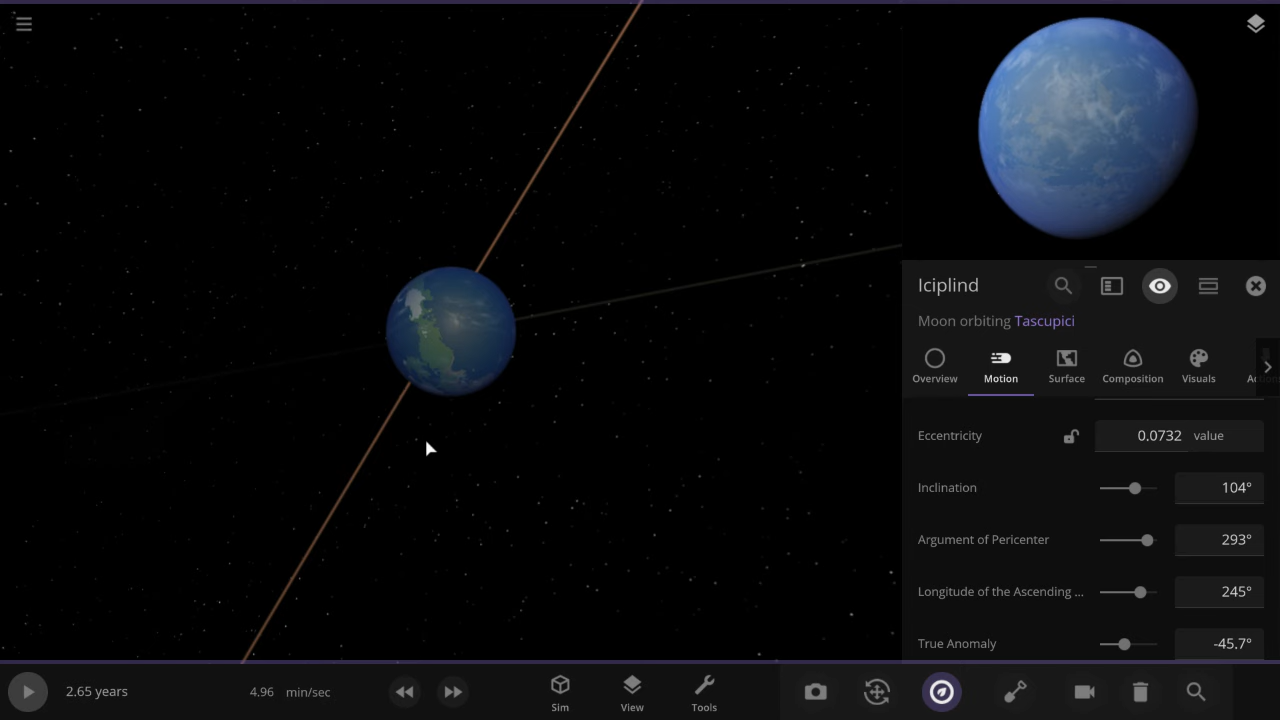 Iciplind
Moon orbiting Tascupici
Overview Motion Surface Composition Visuals
Eccentricity 0.0732 value
Inclination 104°
Argument of Pericenter 293°
Longitude of the Ascending ... 245°
True Anomaly -45.7°
2.65 years 4.96 min/sec Sim View Tools